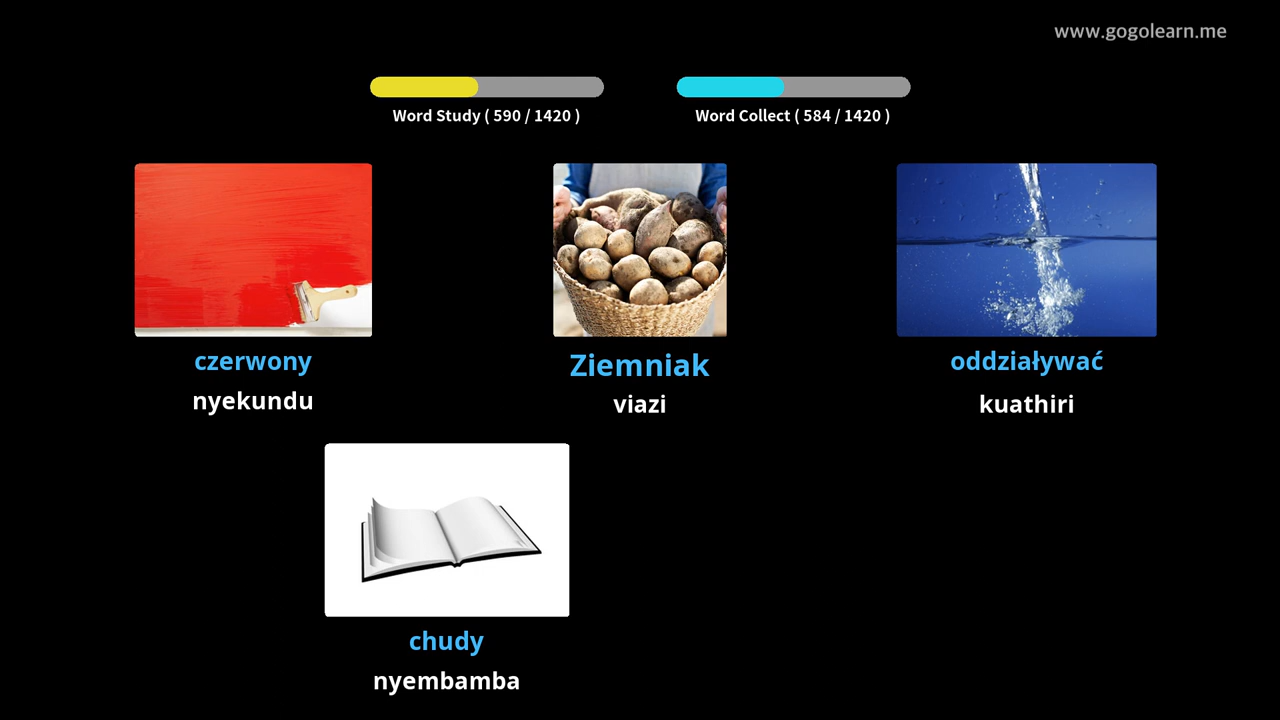 www.gogolearn.me
Word Study ( 590 / 1420 )
Word Collect ( 584 / 1420 )
czerwony
nyekundu
Ziemniak
viazi
oddziaływać
kuathiri
chudy
nyembamba